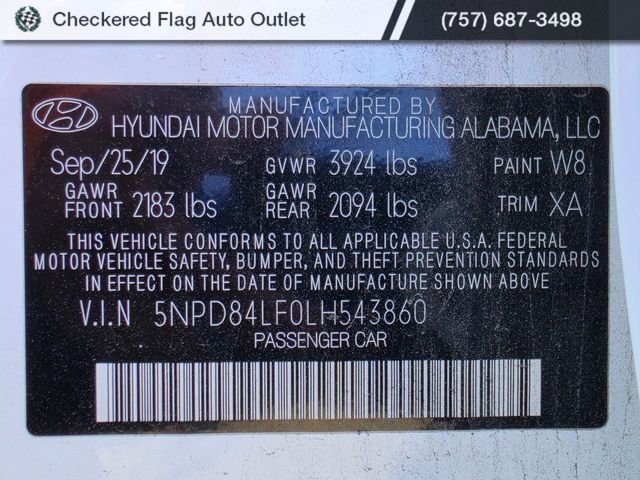 Checkered Flag Auto Outlet (757) 687-3498
MANUFACTURED BY
HYUNDAI MOTOR MANUFACTURING ALABAMA, LLC
Sep/25/19 GVWR 3924 lbs PAINT W8
GAWR FRONT 2183 lbs GAWR REAR 2094 lbs TRIM XA
THIS VEHICLE CONFORMS TO ALL APPLICABLE U.S.A. FEDERAL
MOTOR VEHICLE SAFETY, BUMPER, AND THEFT PREVENTION STANDARDS
IN EFFECT ON THE DATE OF MANUFACTURE SHOWN ABOVE
V.I.N 5NPD84LF0LH543860
PASSENGER CAR